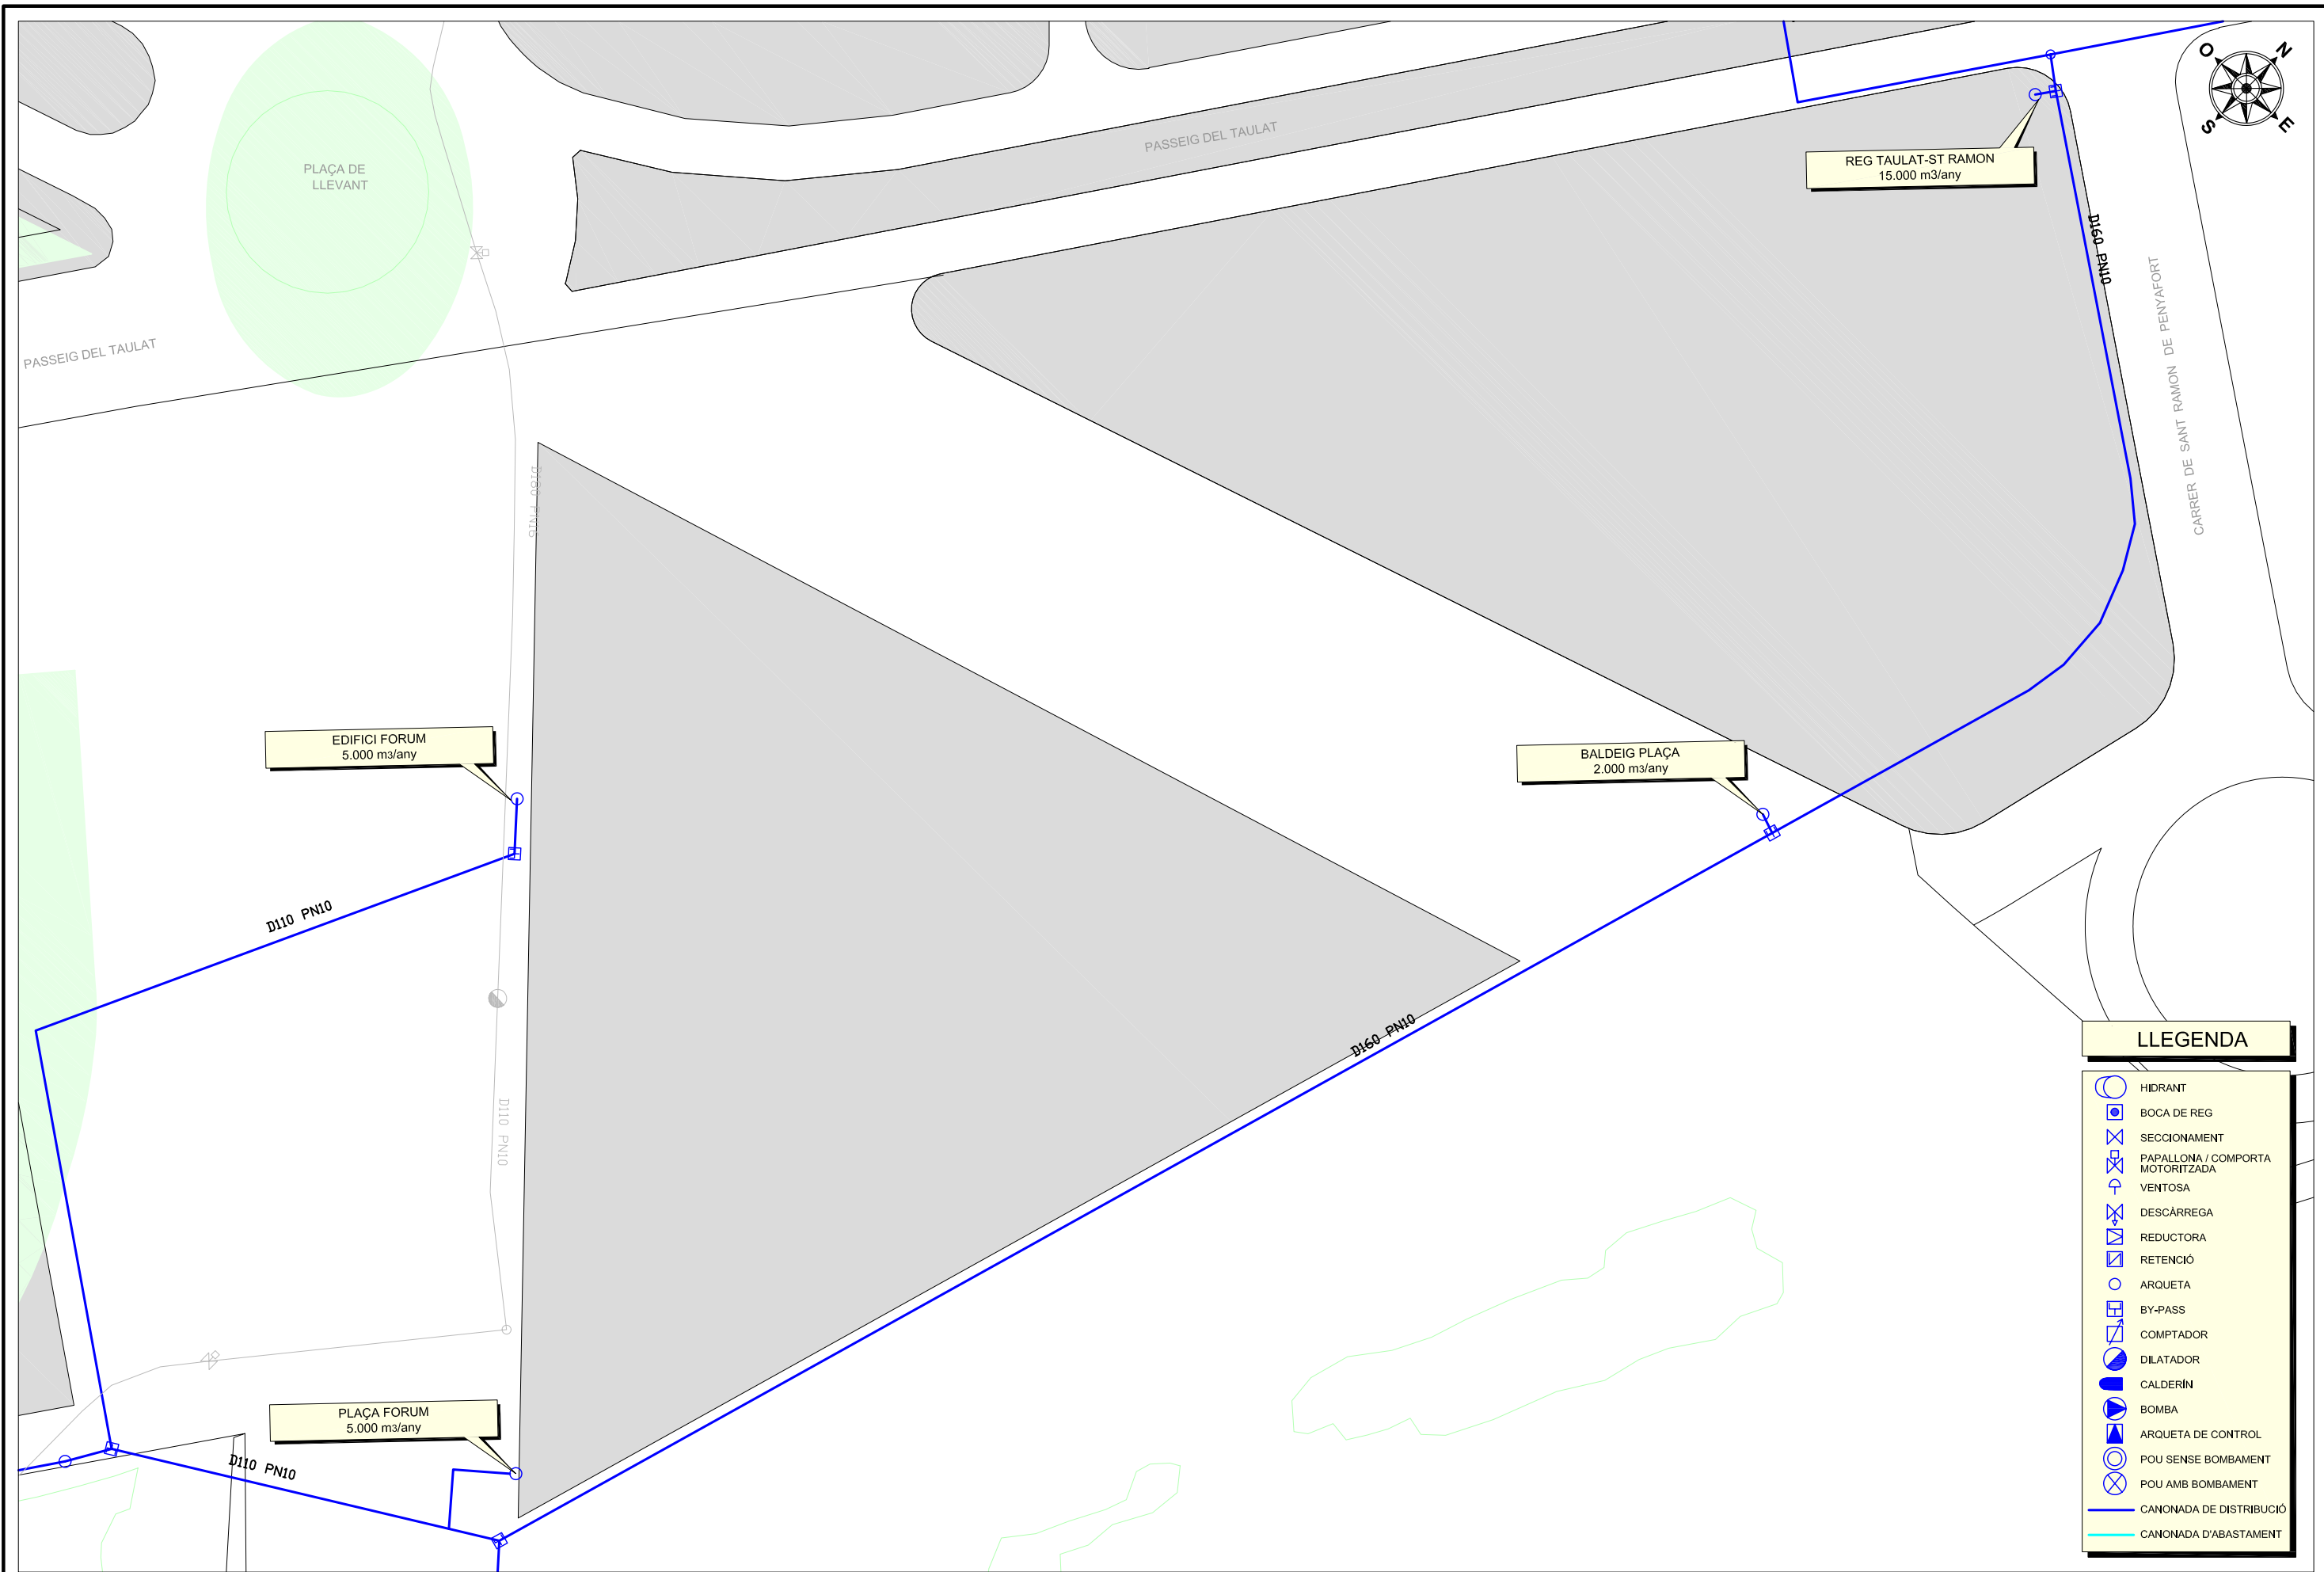 O
N
S
E
PLAÇA DE
LLEVANT
PASSEIG DEL TAULAT
REG TAULAT-ST RAMON
15.000 m3/any
D160 PN10
CARRER DE SANT RAMON DE PENYAFORT
PASSEIG DEL TAULAT
EDIFICI FORUM
5.000 m3/any
BALDEIG PLAÇA
2.000 m3/any
D110 PN10
D160 PN10
D110 PN10
PLAÇA FORUM
5.000 m3/any
D110 PN10
LLEGENDA
HIDRANT
BOCA DE REG
SECCIONAMENT
PAPALLONA / COMPORTA
MOTORITZADA
VENTOSA
DESCÀRREGA
REDUCTORA
RETENCIÓ
ARQUETA
BY-PASS
COMPTADOR
DILATADOR
CALDERÍN
BOMBA
ARQUETA DE CONTROL
POU SENSE BOMBAMENT
POU AMB BOMBAMENT
CANONADA DE DISTRIBUCIÓ
CANONADA D'ABASTAMENT